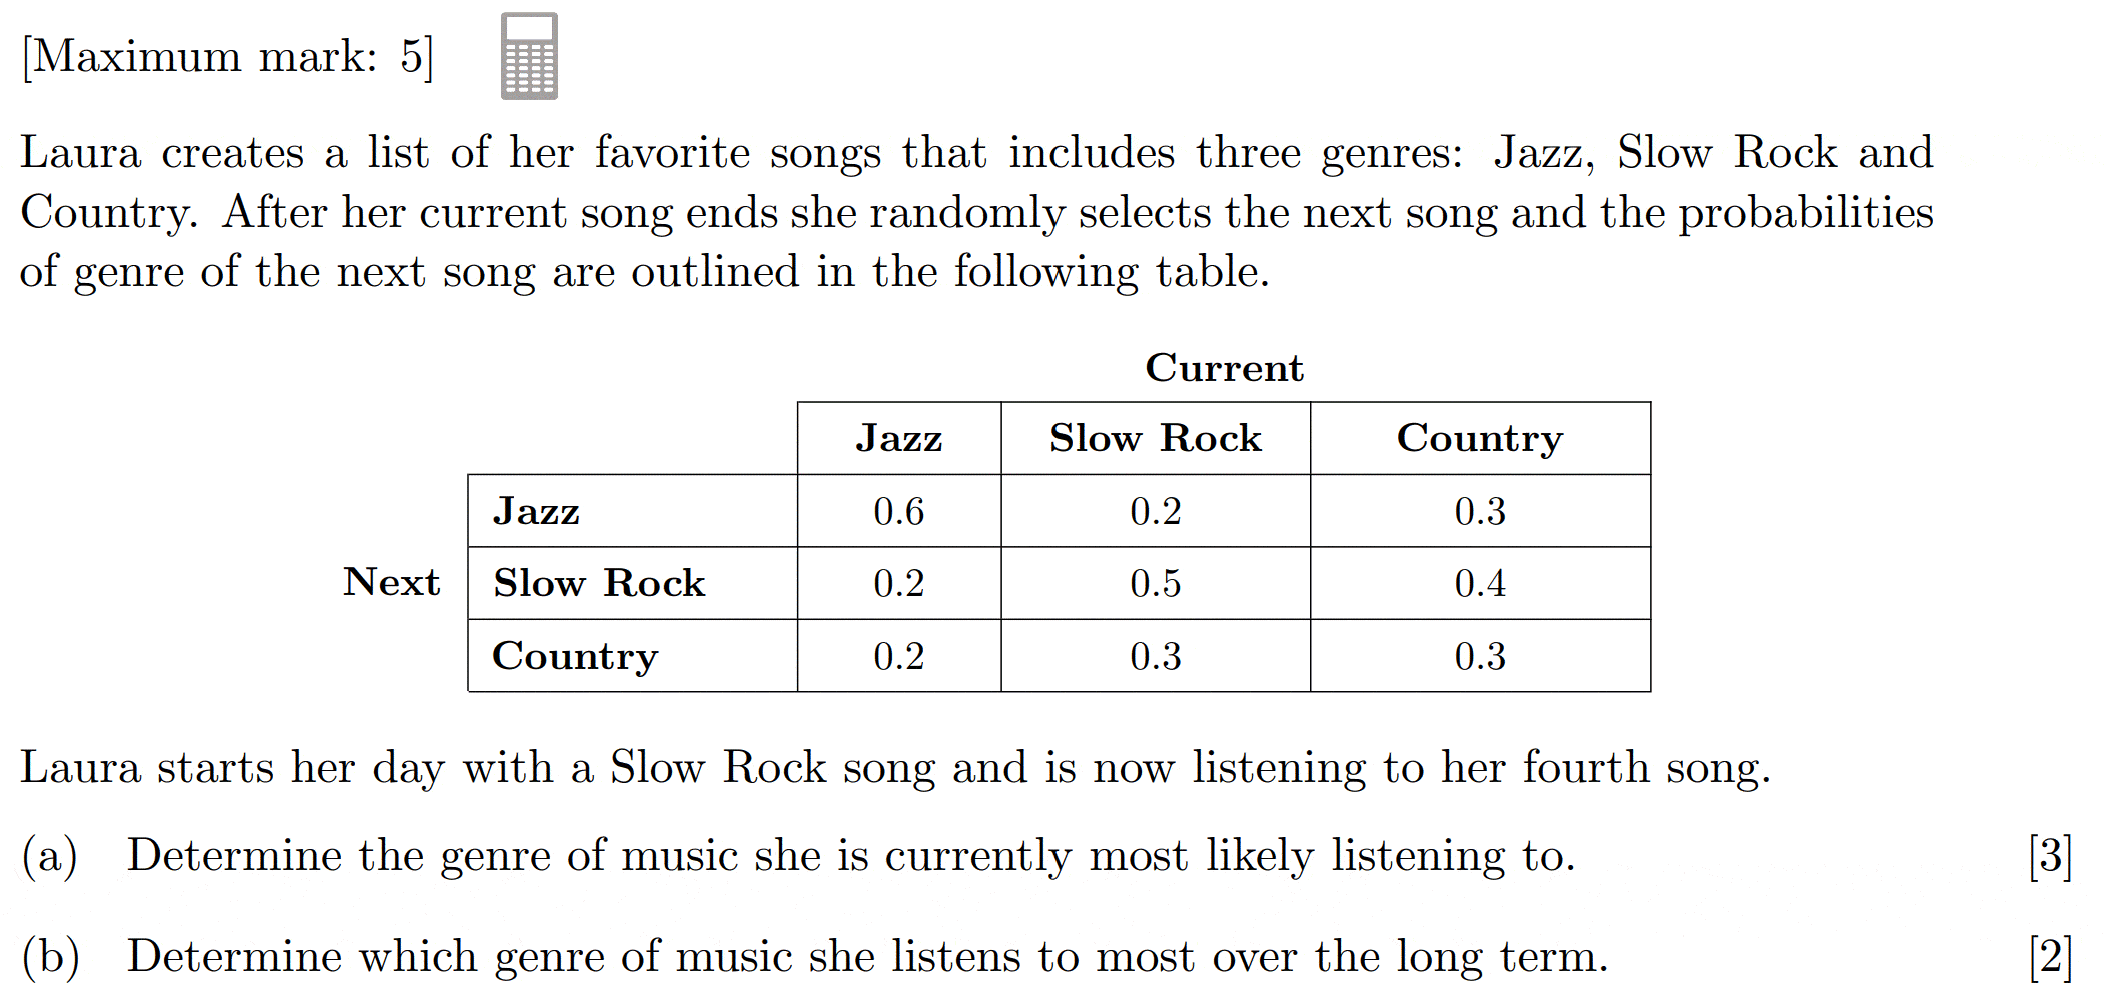 [Maximum mark: 5]
Laura creates a list of her favorite songs that includes three genres: Jazz, Slow Rock and
Country. After her current song ends she randomly selects the next song and the probabilities
of genre of the next song are outlined in the following table.
Current
Jazz Slow Rock Country
Jazz 0.6 0.2 0.3
Next Slow Rock 0.2 0.5 0.4
Country 0.2 0.3 0.3
Laura starts her day with a Slow Rock song and is now listening to her fourth song.
(a) Determine the genre of music she is currently most likely listening to. [3]
(b) Determine which genre of music she listens to most over the long term. [2]